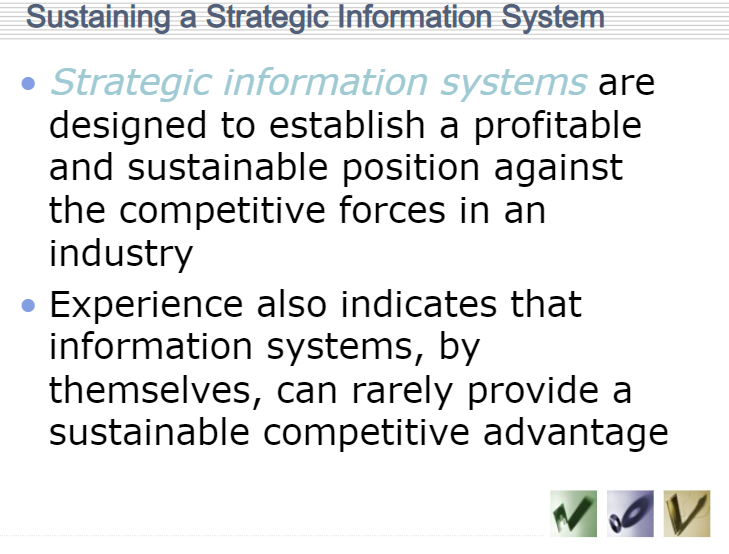 Sustaining a Strategic Information System
Strategic information systems are
designed to establish a profitable
and sustainable position against
the competitive forces in an
industry
Experience also indicates that
information systems, by
themselves, can rarely provide a
sustainable competitive advantage